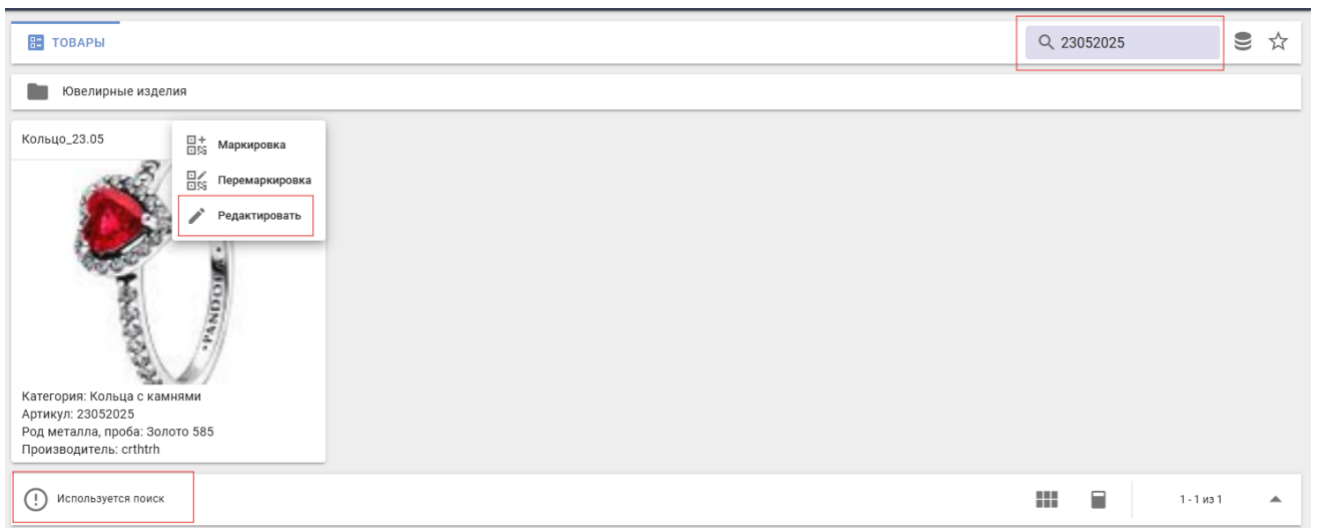 ТОВАРЫ
23052025
Ювелирные изделия
Кольцо_23.05
Маркировка
Перемаркировка
Редактировать
PANDORA
Категория: Кольца с камнями
Артикул: 23052025
Род металла, проба: Золото 585
Производитель: crthtrh
Используется поиск
1 - 1 из 1